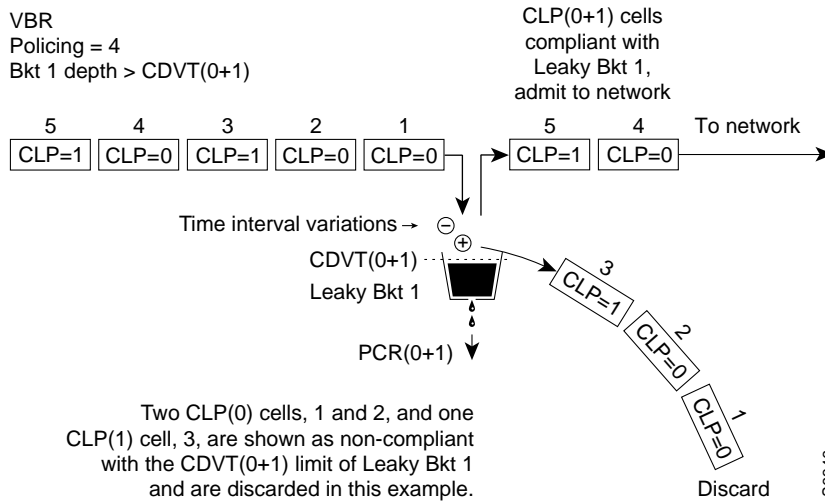 VBR
Policing = 4
Bkt 1 depth > CDVT(0+1)
CLP(0+1) cells
compliant with
Leaky Bkt 1,
admit to network
5 4 3 2 1
CLP=1 CLP=0 CLP=1 CLP=0 CLP=0
5 4
CLP=1 CLP=0
To network
Time interval variations →
− +
CDVT(0+1)
Leaky Bkt 1
PCR(0+1)
3
CLP=1
2
CLP=0
1
CLP=0
Two CLP(0) cells, 1 and 2, and one
CLP(1) cell, 3, are shown as non-compliant
with the CDVT(0+1) limit of Leaky Bkt 1
and are discarded in this example.
Discard